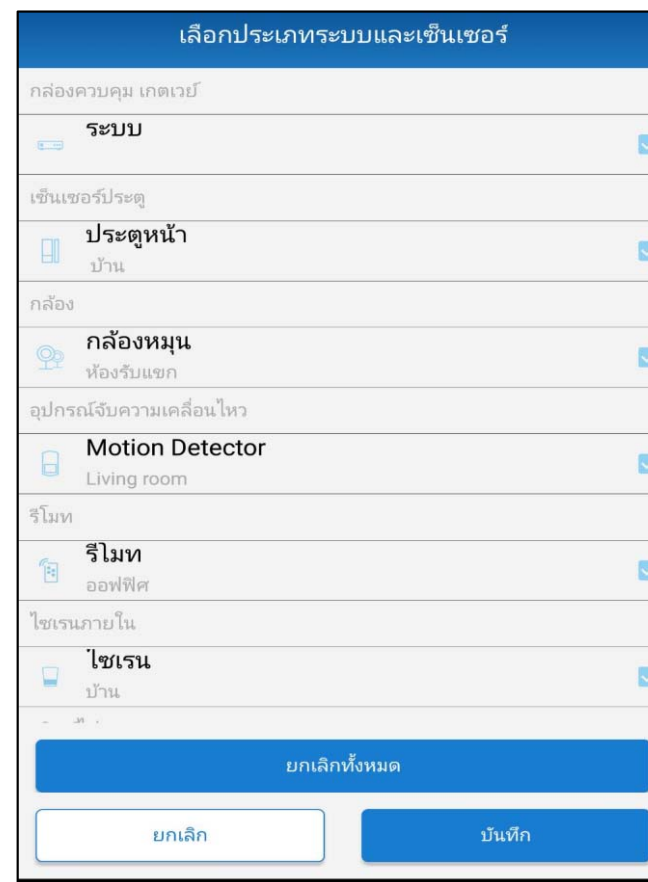 เลือกประเภทระบบและเซ็นเซอร์
กล่องควบคุม เกตเวย์
ระบบ
เซ็นเซอร์ประตู
ประตูหน้า
บ้าน
กล้อง
กล้องหมุน
ห้องรับแขก
อุปกรณ์จับความเคลื่อนไหว
Motion Detector
Living room
รีโมท
รีโมท
ออฟฟิศ
ไซเรนภายใน
ไซเรน
บ้าน
ยกเลิกทั้งหมด
ยกเลิก
บันทึก